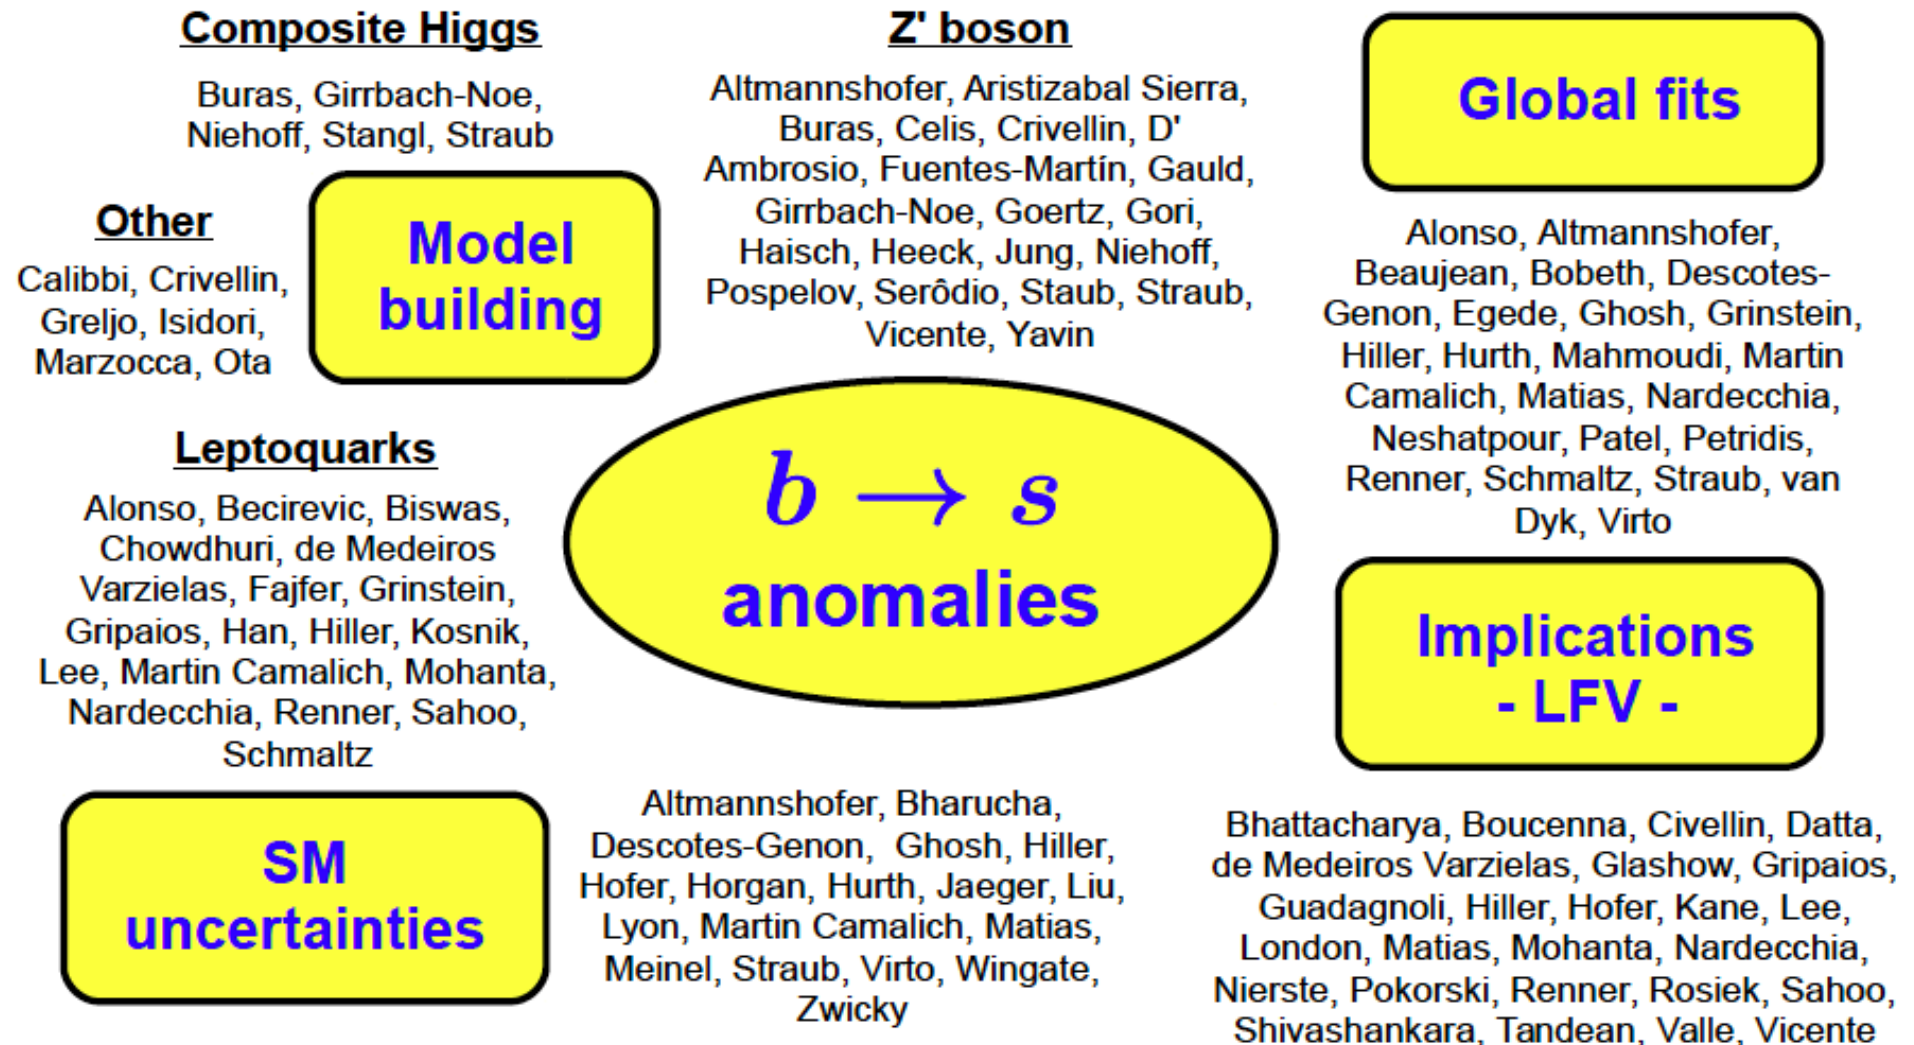 Composite Higgs
Buras, Girrbach-Noe,
Niehoff, Stangl, Straub
Other
Calibbi, Crivellin,
Greljo, Isidori,
Marzocca, Ota
Model
building
Z' boson
Altmannshofer, Aristizabal Sierra,
Buras, Celis, Crivellin, D'
Ambrosio, Fuentes-Martín, Gauld,
Girrbach-Noe, Goertz, Gori,
Haisch, Heeck, Jung, Niehoff,
Pospelov, Serôdio, Staub, Straub,
Vicente, Yavin
Global fits
Alonso, Altmannshofer,
Beaujean, Bobeth, Descotes-
Genon, Egede, Ghosh, Grinstein,
Hiller, Hurth, Mahmoudi, Martin
Camalich, Matias, Nardecchia,
Neshatpour, Patel, Petridis,
Renner, Schmaltz, Straub, van
Dyk, Virto
Leptoquarks
Alonso, Becirevic, Biswas,
Chowdhuri, de Medeiros
Varzielas, Fajfer, Grinstein,
Gripaios, Han, Hiller, Kosnik,
Lee, Martin Camalich, Mohanta,
Nardecchia, Renner, Sahoo,
Schmaltz
b → s
anomalies
Implications
- LFV -
SM
uncertainties
Altmannshofer, Bharucha,
Descotes-Genon, Ghosh, Hiller,
Hofer, Horgan, Hurth, Jaeger, Liu,
Lyon, Martin Camalich, Matias,
Meinel, Straub, Virto, Wingate,
Zwicky
Bhattacharya, Boucenna, Civellin, Datta,
de Medeiros Varzielas, Glashow, Gripaios,
Guadagnoli, Hiller, Hofer, Kane, Lee,
London, Matias, Mohanta, Nardecchia,
Nierste, Pokorski, Renner, Rosiek, Sahoo,
Shivashankara, Tandean, Valle, Vicente